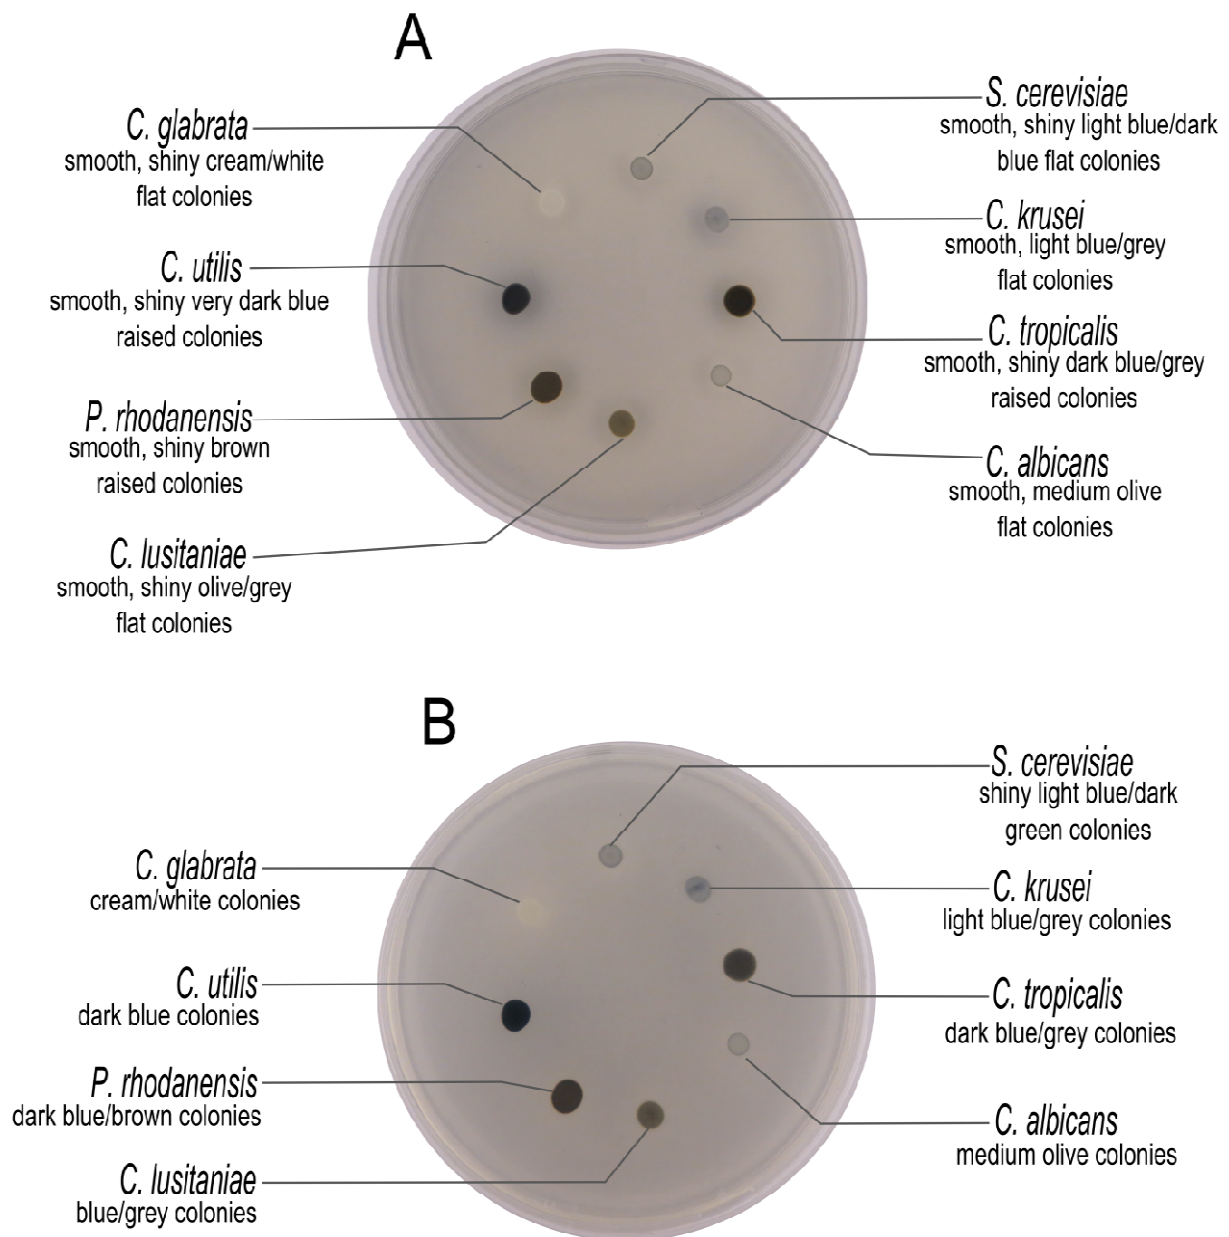 A
C. glabrata
smooth, shiny cream/white
flat colonies
C. utilis
smooth, shiny very dark blue
raised colonies
P. rhodanensis
smooth, shiny brown
raised colonies
C. lusitaniae
smooth, shiny olive/grey
flat colonies
S. cerevisiae
smooth, shiny light blue/dark
blue flat colonies
C. krusei
smooth, light blue/grey
flat colonies
C. tropicalis
smooth, shiny dark blue/grey
raised colonies
C. albicans
smooth, medium olive
flat colonies
B
C. glabrata
cream/white colonies
C. utilis
dark blue colonies
P. rhodanensis
dark blue/brown colonies
C. lusitaniae
blue/grey colonies
S. cerevisiae
shiny light blue/dark
green colonies
C. krusei
light blue/grey colonies
C. tropicalis
dark blue/grey colonies
C. albicans
medium olive colonies